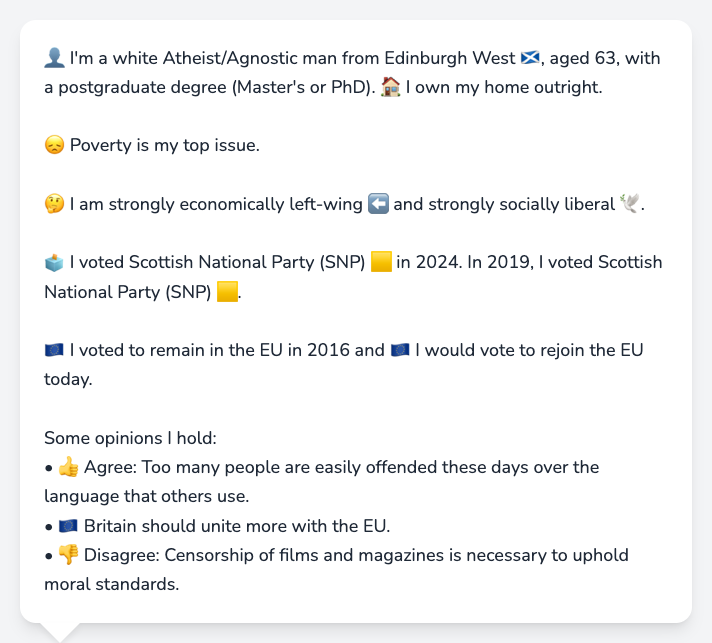 👤 I'm a white Atheist/Agnostic man from Edinburgh West 🏴󠁧󠁢󠁳󠁣󠁴󠁿, aged 63, with
a postgraduate degree (Master's or PhD). 🏠 I own my home outright.
😞 Poverty is my top issue.
🤔 I am strongly economically left-wing ⬅️ and strongly socially liberal 🕊️.
🗳️ I voted Scottish National Party (SNP) 🟨 in 2024. In 2019, I voted Scottish
National Party (SNP) 🟨.
🇪🇺 I voted to remain in the EU in 2016 and 🇪🇺 I would vote to rejoin the EU
today.
Some opinions I hold:
• 👍 Agree: Too many people are easily offended these days over the
language that others use.
• 🇪🇺 Britain should unite more with the EU.
• 👎 Disagree: Censorship of films and magazines is necessary to uphold
moral standards.